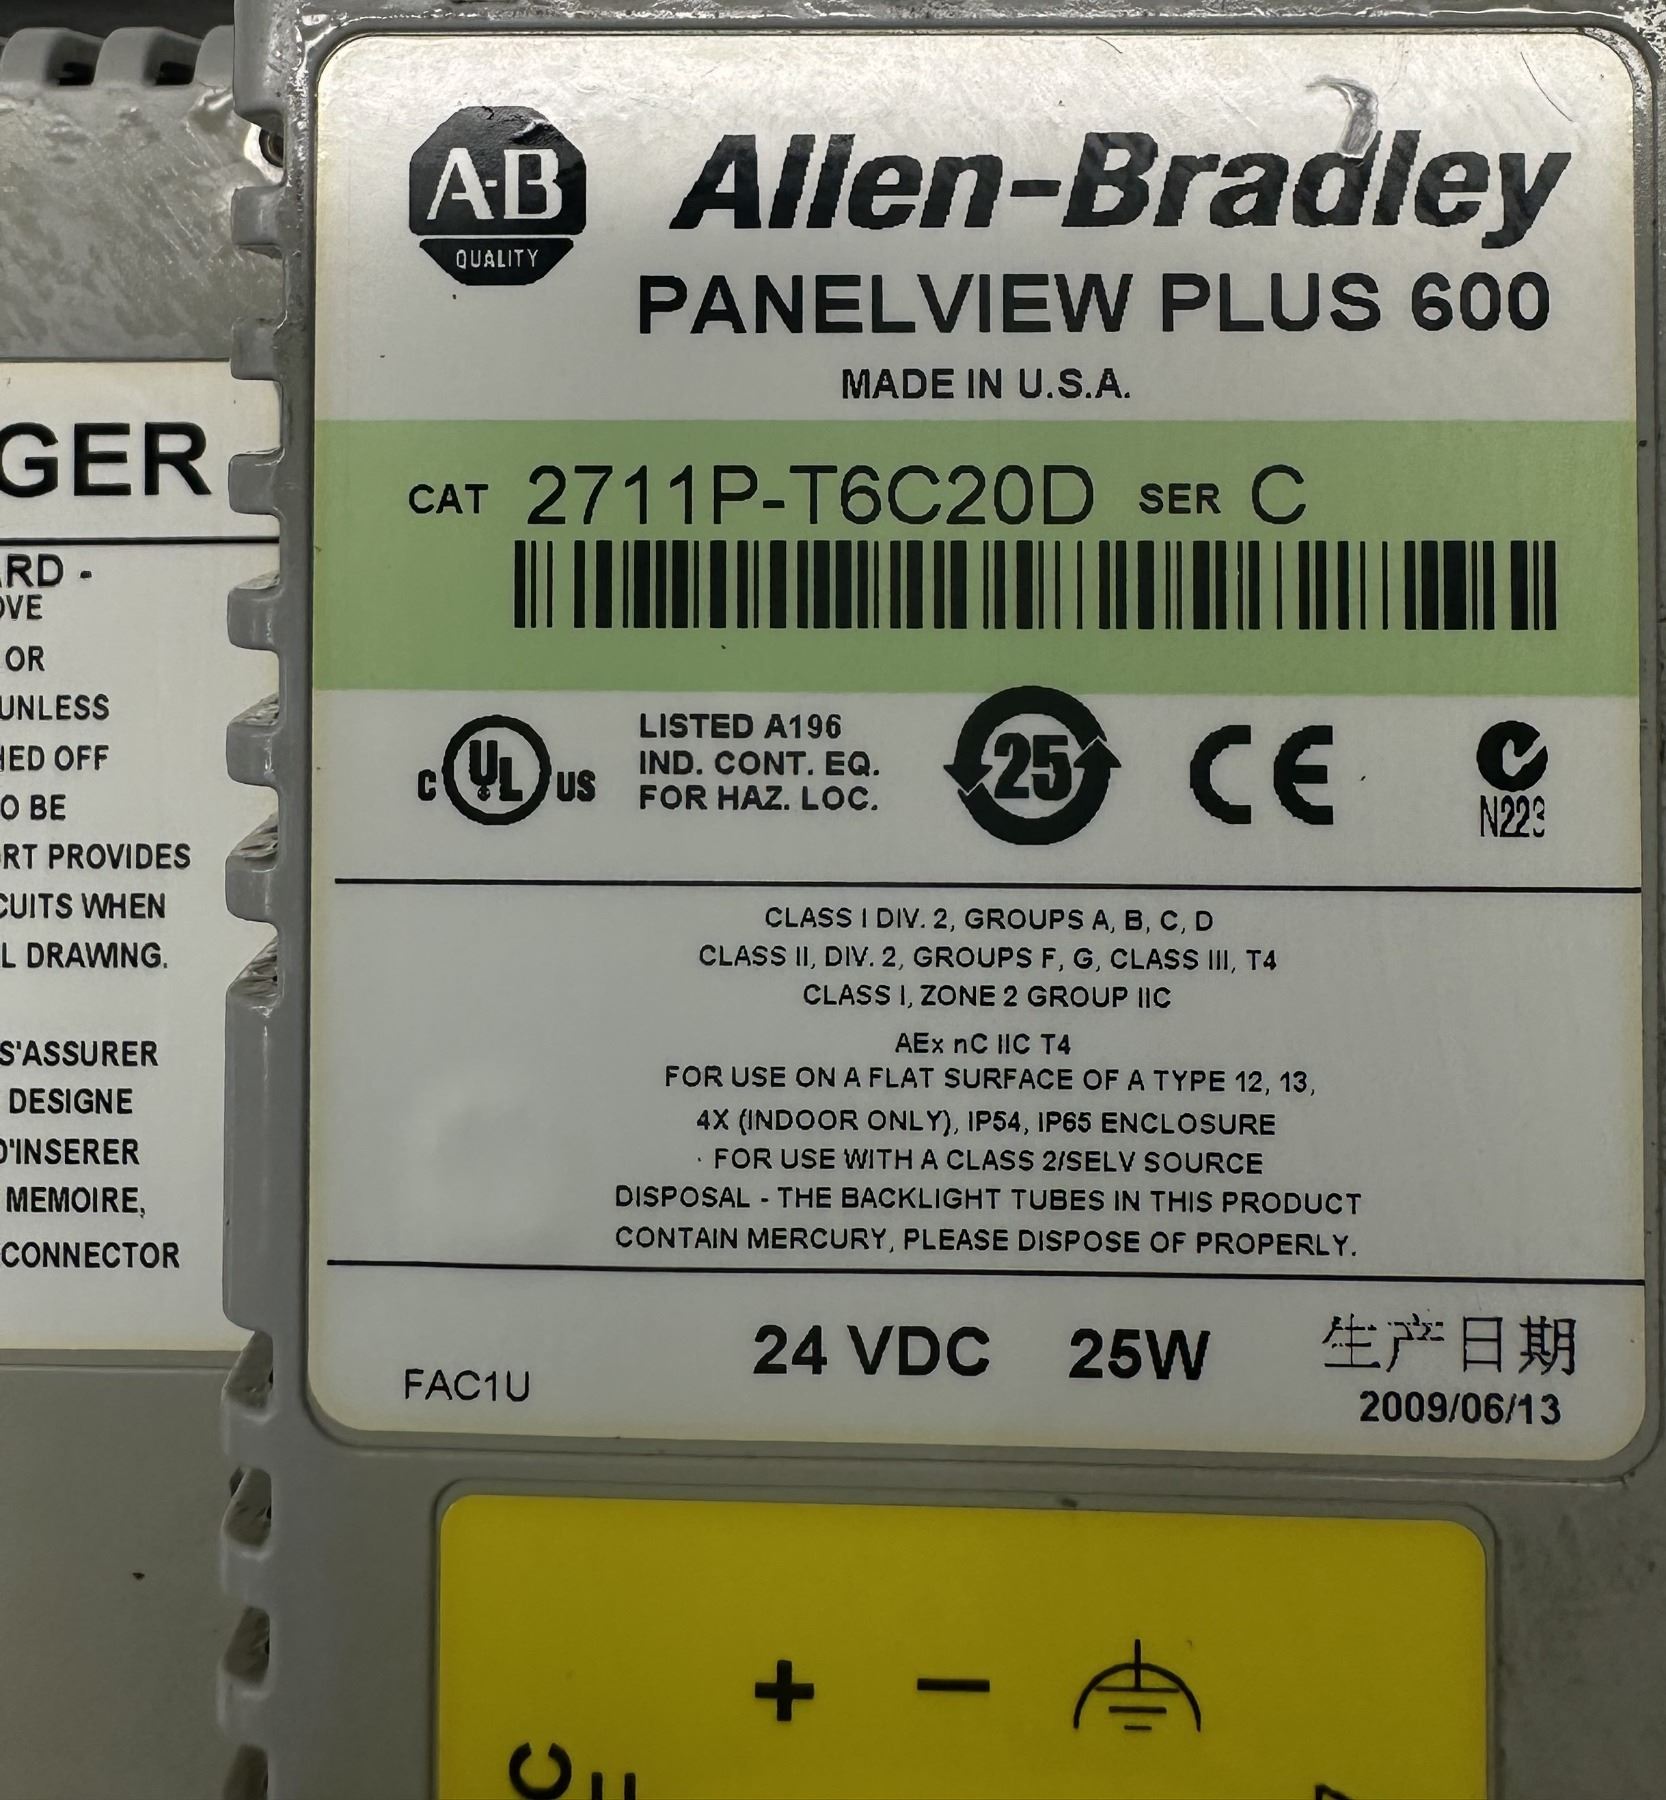 A-B
QUALITY
Allen-Bradley
PANELVIEW PLUS 600
MADE IN U.S.A.
CAT 2711P-T6C20D SER C
C UL US
LISTED A196
IND. CONT. EQ.
FOR HAZ. LOC.
25
CE
N223
CLASS I DIV. 2, GROUPS A, B, C, D
CLASS II, DIV. 2, GROUPS F, G, CLASS III, T4
CLASS I, ZONE 2 GROUP IIC
AEx nC IIC T4
FOR USE ON A FLAT SURFACE OF A TYPE 12, 13,
4X (INDOOR ONLY), IP54, IP65 ENCLOSURE
FOR USE WITH A CLASS 2/SELV SOURCE
DISPOSAL - THE BACKLIGHT TUBES IN THIS PRODUCT
CONTAIN MERCURY, PLEASE DISPOSE OF PROPERLY.
FAC1U
24 VDC 25W
生产日期
2009/06/13
+ −
GER
RD -
OVE
OR
UNLESS
HED OFF
O BE
RT PROVIDES
CUITS WHEN
L DRAWING.
S'ASSURER
DESIGNE
D'INSERER
MEMOIRE,
CONNECTOR